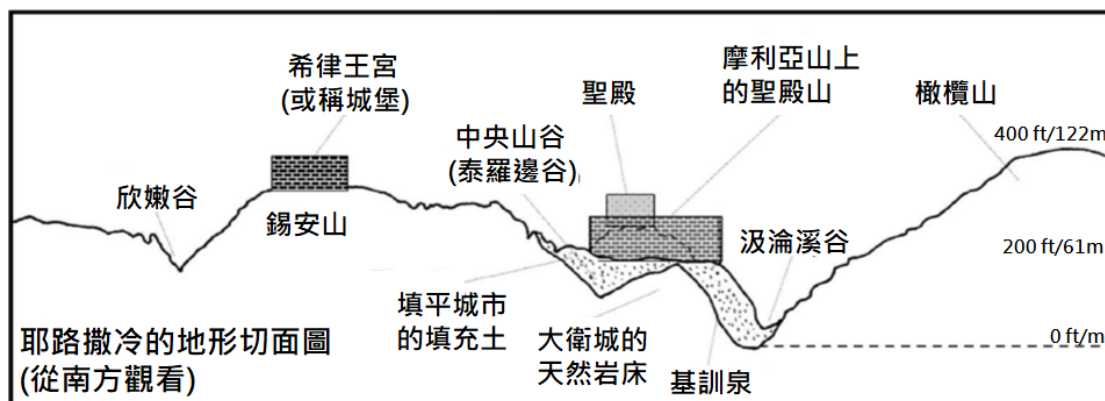 希律王宮
(或稱城堡)
聖殿
摩利亞山上
的聖殿山
橄欖山
400 ft/122m
中央山谷
(泰羅邊谷)
欣嫩谷
錫安山
汲淪溪谷
200 ft/61m
填平城市
的填充土
大衛城的
天然岩床
基訓泉
0 ft/m
耶路撒冷的地形切面圖
(從南方觀看)